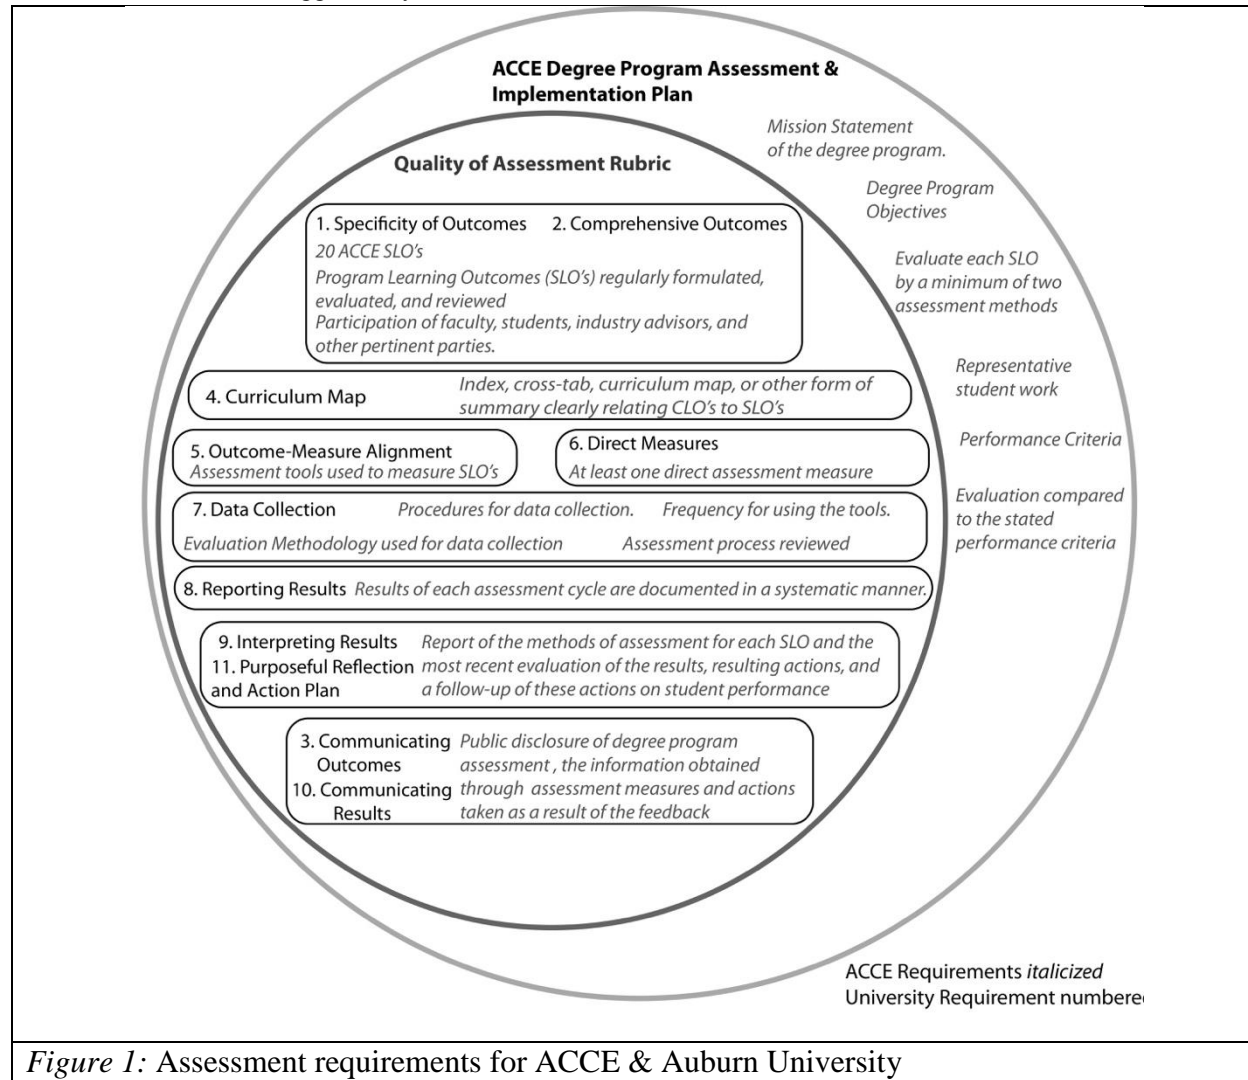 ACCE Degree Program Assessment &
Implementation Plan
Mission Statement
of the degree program.
Quality of Assessment Rubric
Degree Program
Objectives
1. Specificity of Outcomes 2. Comprehensive Outcomes
20 ACCE SLO's
Program Learning Outcomes (SLO's) regularly formulated,
evaluated, and reviewed
Participation of faculty, students, industry advisors, and
other pertinent parties.
Evaluate each SLO
by a minimum of two
assessment methods
Representative
student work
4. Curriculum Map
Index, cross-tab, curriculum map, or other form of
summary clearly relating CLO's to SLO's
Performance Criteria
5. Outcome-Measure Alignment
Assessment tools used to measure SLO's
6. Direct Measures
At least one direct assessment measure
Evaluation compared
to the stated
performance criteria
7. Data Collection Procedures for data collection. Frequency for using the tools.
Evaluation Methodology used for data collection Assessment process reviewed
8. Reporting Results Results of each assessment cycle are documented in a systematic manner.
9. Interpreting Results
11. Purposeful Reflection
and Action Plan
Report of the methods of assessment for each SLO and the
most recent evaluation of the results, resulting actions, and
a follow-up of these actions on student performance
3. Communicating
Outcomes
10. Communicating
Results
Public disclosure of degree program
assessment , the information obtained
through assessment measures and actions
taken as a result of the feedback
ACCE Requirements italicized
University Requirement numbere
Figure 1: Assessment requirements for ACCE & Auburn University